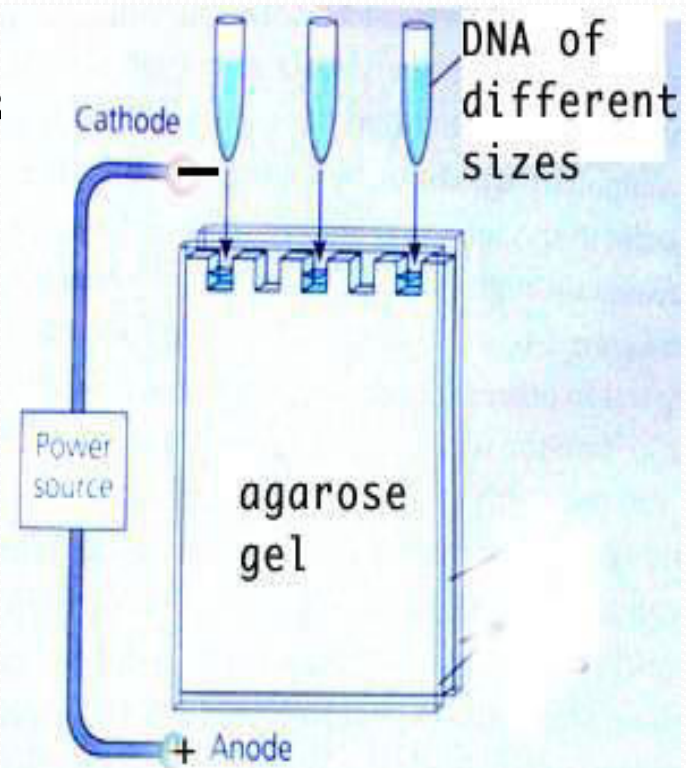 DNA of
different
sizes
Cathode
−
Power
source
agarose
gel
+ Anode